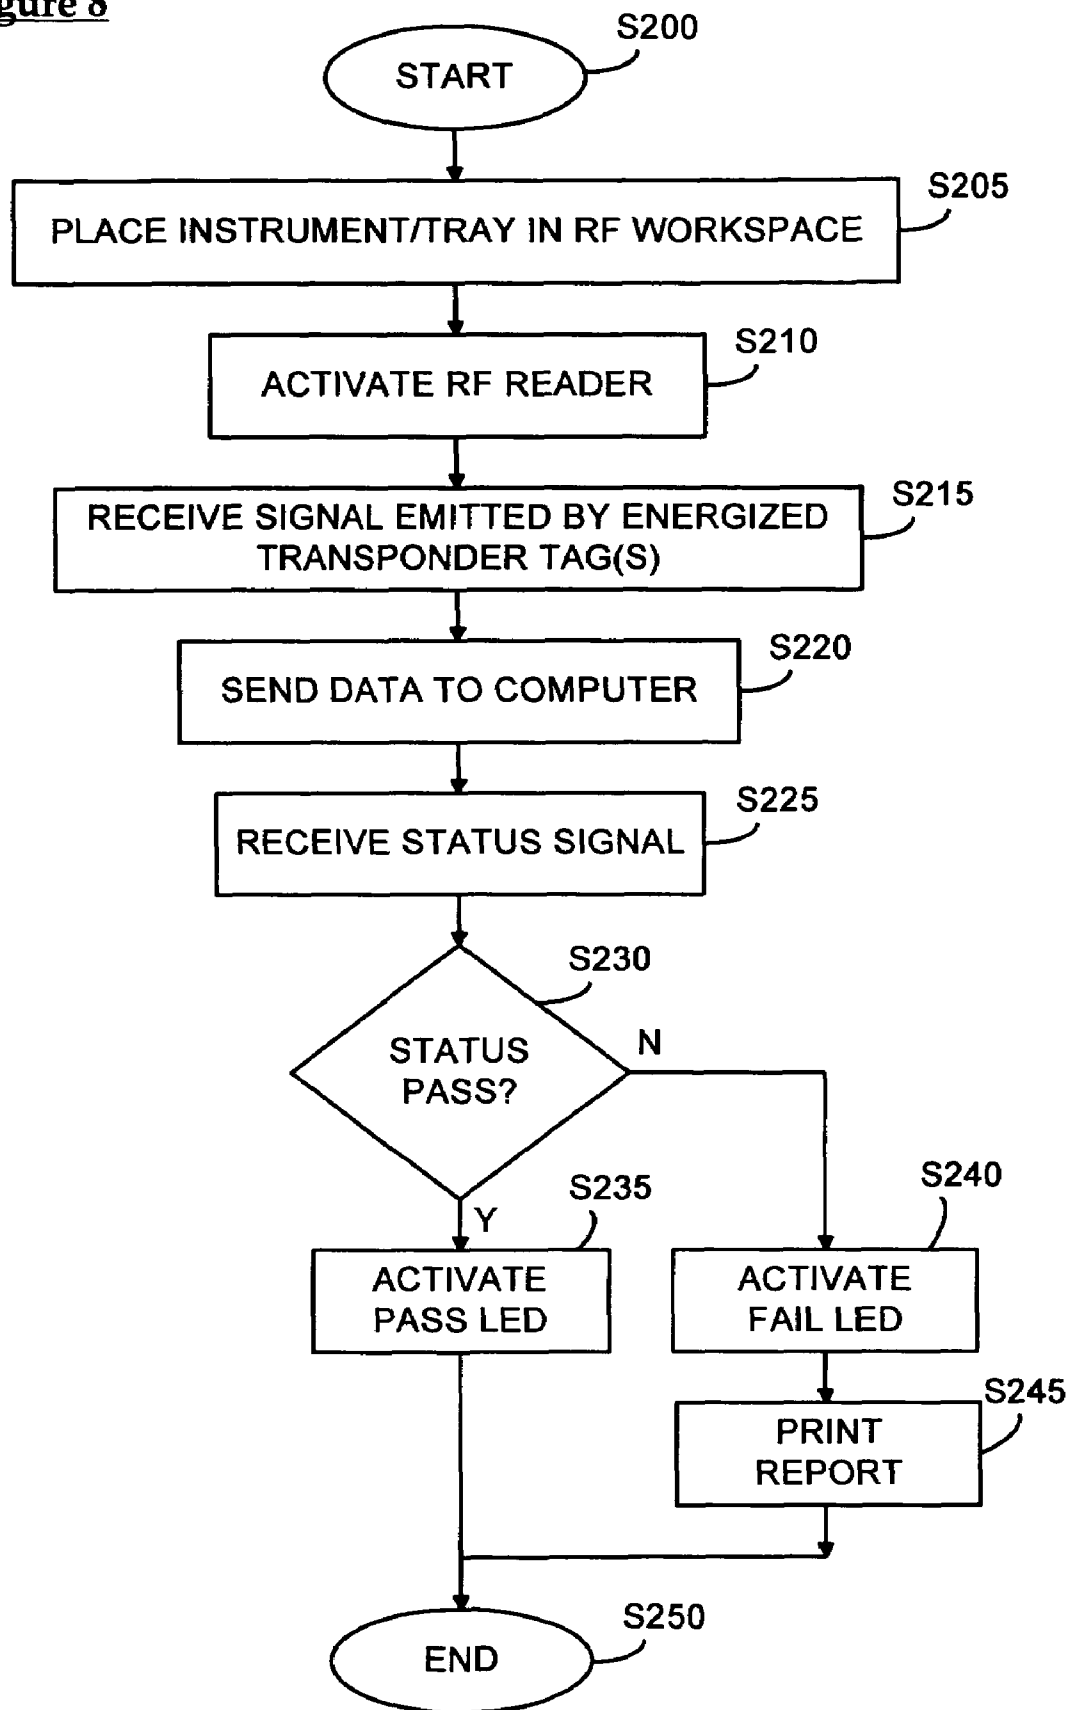 Figure 8
START
S200
PLACE INSTRUMENT/TRAY IN RF WORKSPACE
S205
ACTIVATE RF READER
S210
RECEIVE SIGNAL EMITTED BY ENERGIZED
TRANSPONDER TAG(S)
S215
SEND DATA TO COMPUTER
S220
RECEIVE STATUS SIGNAL
S225
STATUS
PASS?
S230
N
Y
ACTIVATE
PASS LED
S235
ACTIVATE
FAIL LED
S240
PRINT
REPORT
S245
END
S250